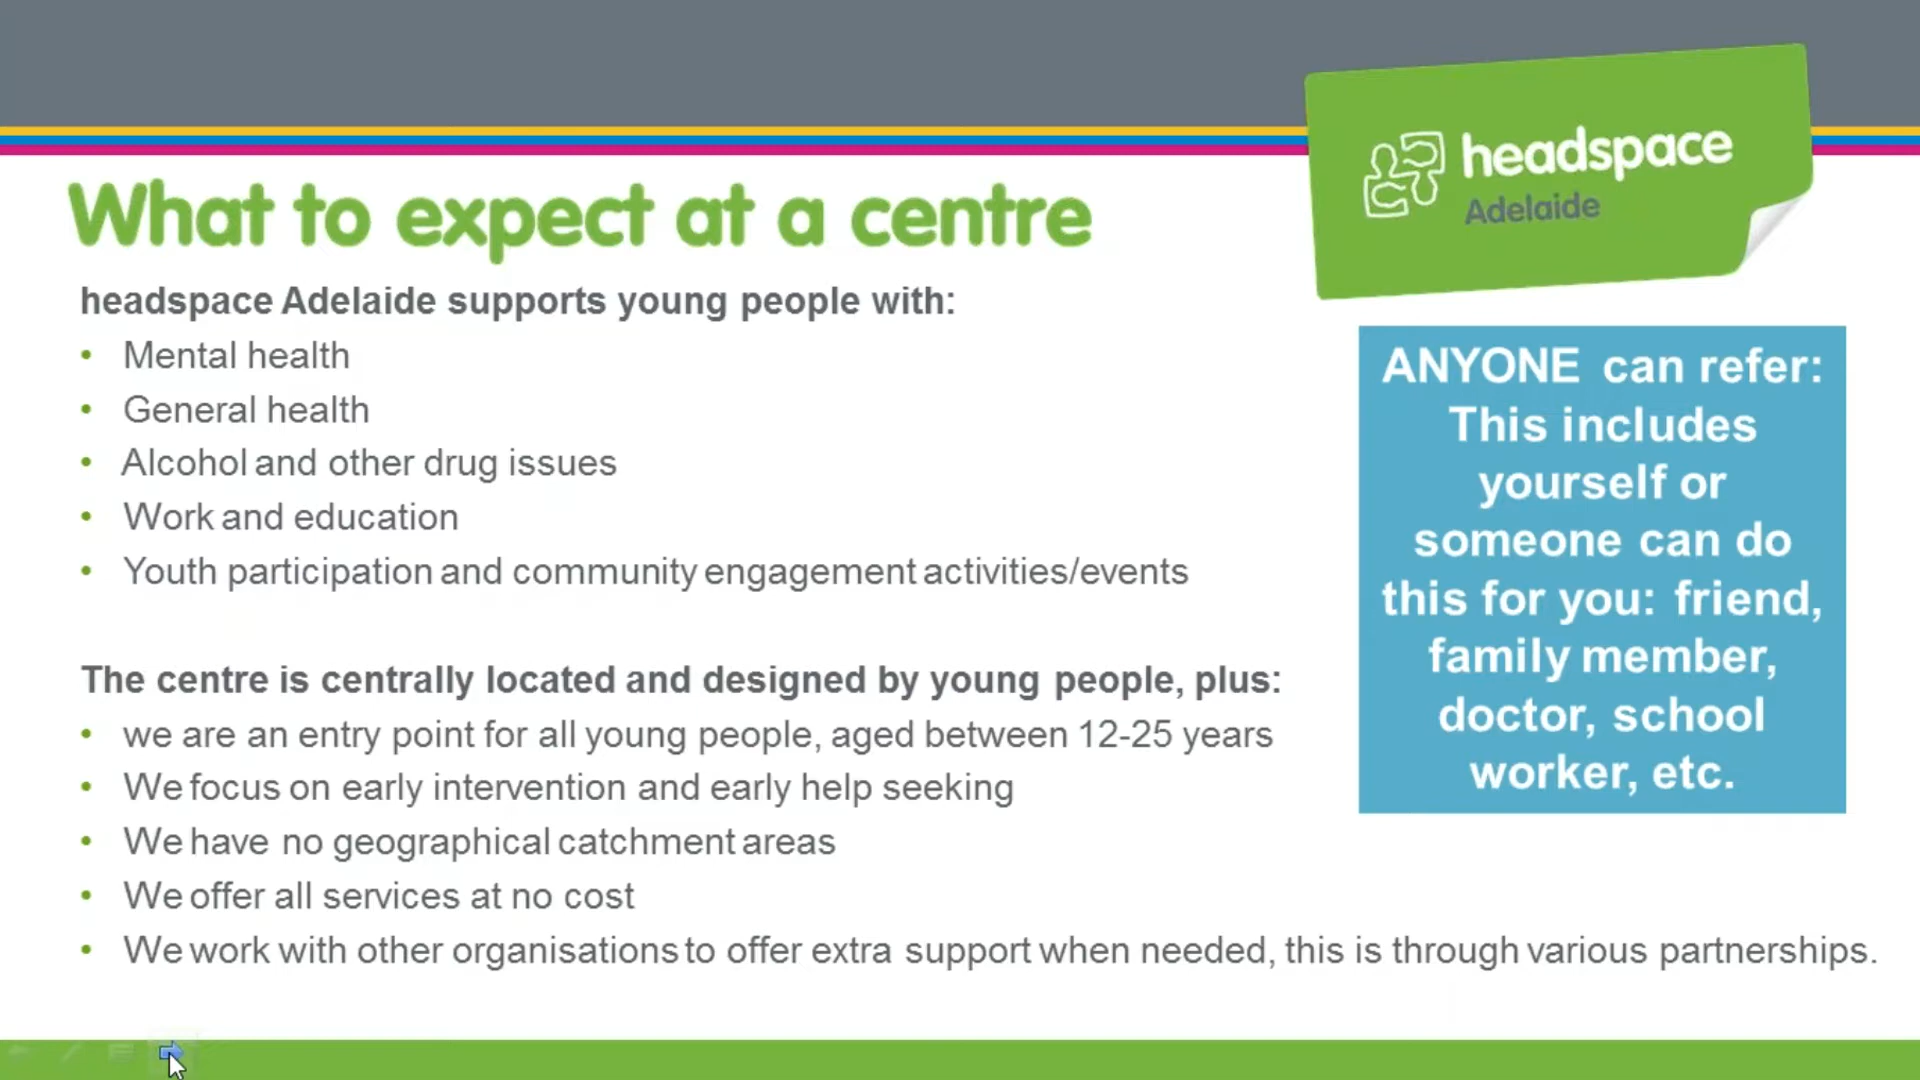 headspace
Adelaide
What to expect at a centre
headspace Adelaide supports young people with:
• Mental health
• General health
• Alcohol and other drug issues
• Work and education
• Youth participation and community engagement activities/events
The centre is centrally located and designed by young people, plus:
• we are an entry point for all young people, aged between 12-25 years
• We focus on early intervention and early help seeking
• We have no geographical catchment areas
• We offer all services at no cost
• We work with other organisations to offer extra support when needed, this is through various partnerships.
ANYONE can refer:
This includes
yourself or
someone can do
this for you: friend,
family member,
doctor, school
worker, etc.